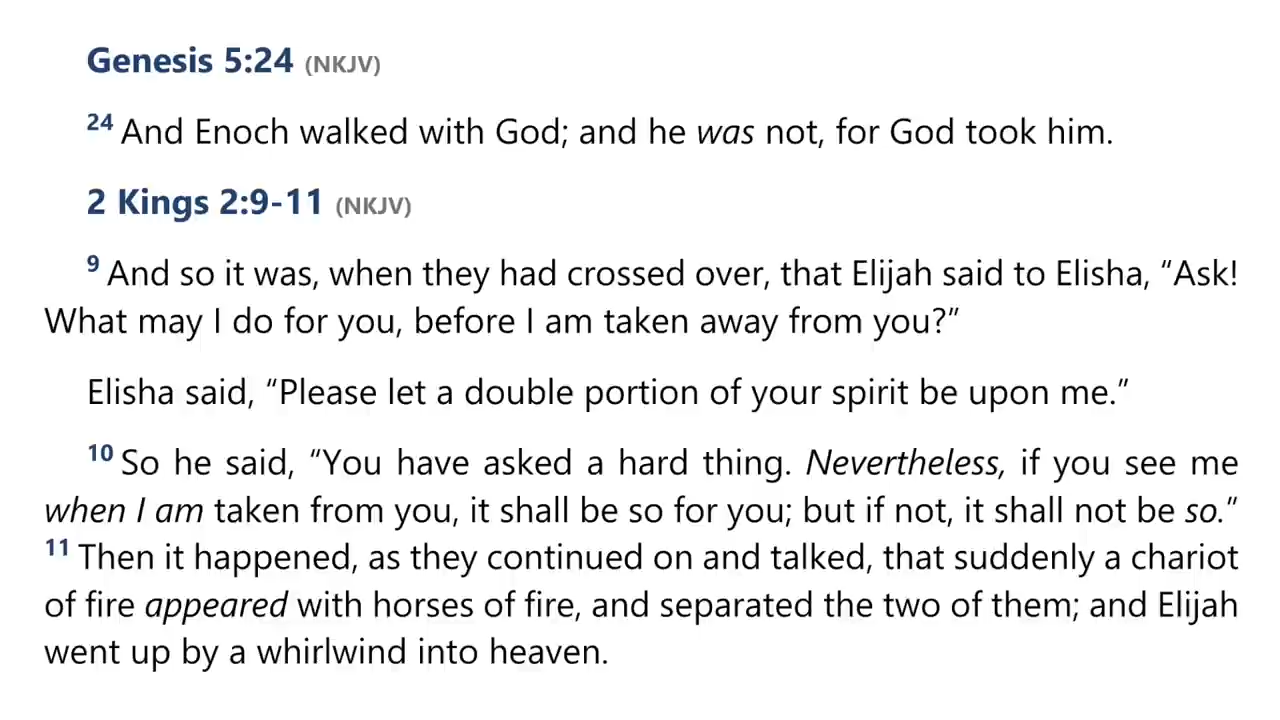 Genesis 5:24 (NKJV)
24 And Enoch walked with God; and he was not, for God took him.
2 Kings 2:9-11 (NKJV)
9 And so it was, when they had crossed over, that Elijah said to Elisha, “Ask!
What may I do for you, before I am taken away from you?”
Elisha said, “Please let a double portion of your spirit be upon me.”
10 So he said, “You have asked a hard thing. Nevertheless, if you see me
when I am taken from you, it shall be so for you; but if not, it shall not be so.”
11 Then it happened, as they continued on and talked, that suddenly a chariot
of fire appeared with horses of fire, and separated the two of them; and Elijah
went up by a whirlwind into heaven.